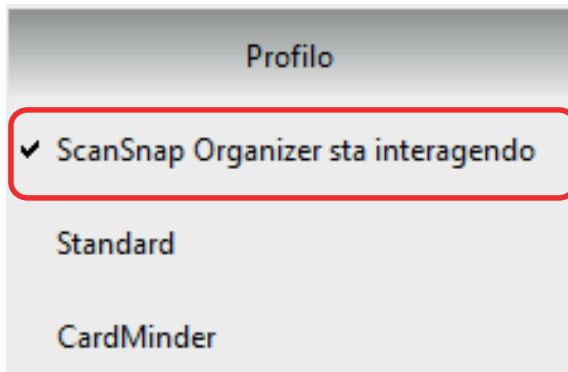 Profilo
ScanSnap Organizer sta interagendo
Standard
CardMinder